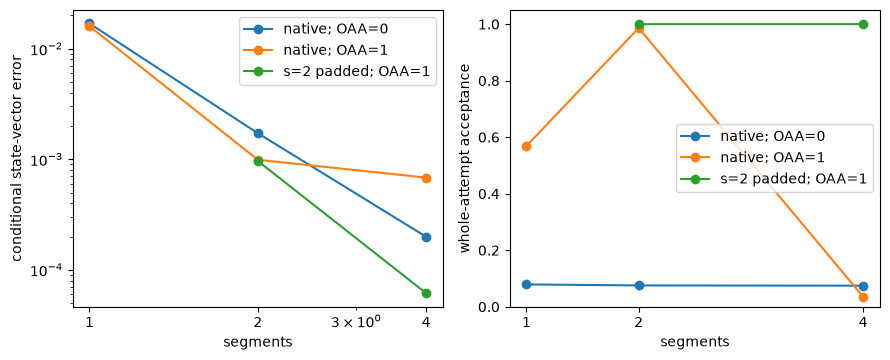 conditional state-vector error
10⁻²
10⁻³
10⁻⁴
native; OAA=0
native; OAA=1
s=2 padded; OAA=1
1
2
3 × 10⁰
4
segments
whole-attempt acceptance
1.0
0.8
0.6
0.4
0.2
0.0
native; OAA=0
native; OAA=1
s=2 padded; OAA=1
1
2
4
segments